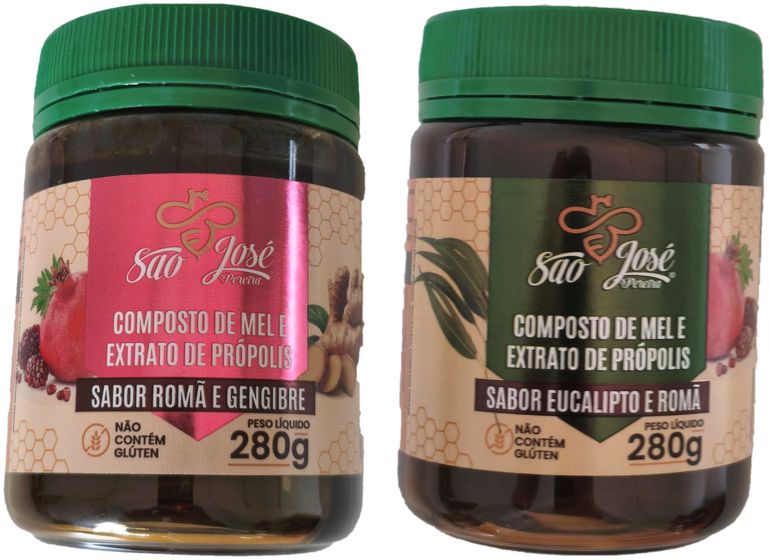 São José
Pereira
COMPOSTO DE MEL E
EXTRATO DE PRÓPOLIS
SABOR ROMÃ E GENGIBRE
NÃO
CONTÉM
GLÚTEN
PESO LÍQUIDO
280g
São José®
Pereira
COMPOSTO DE MEL E
EXTRATO DE PRÓPOLIS
SABOR EUCALIPTO E ROMÃ
NÃO
CONTÉM
GLÚTEN
PESO LÍQUIDO
280g